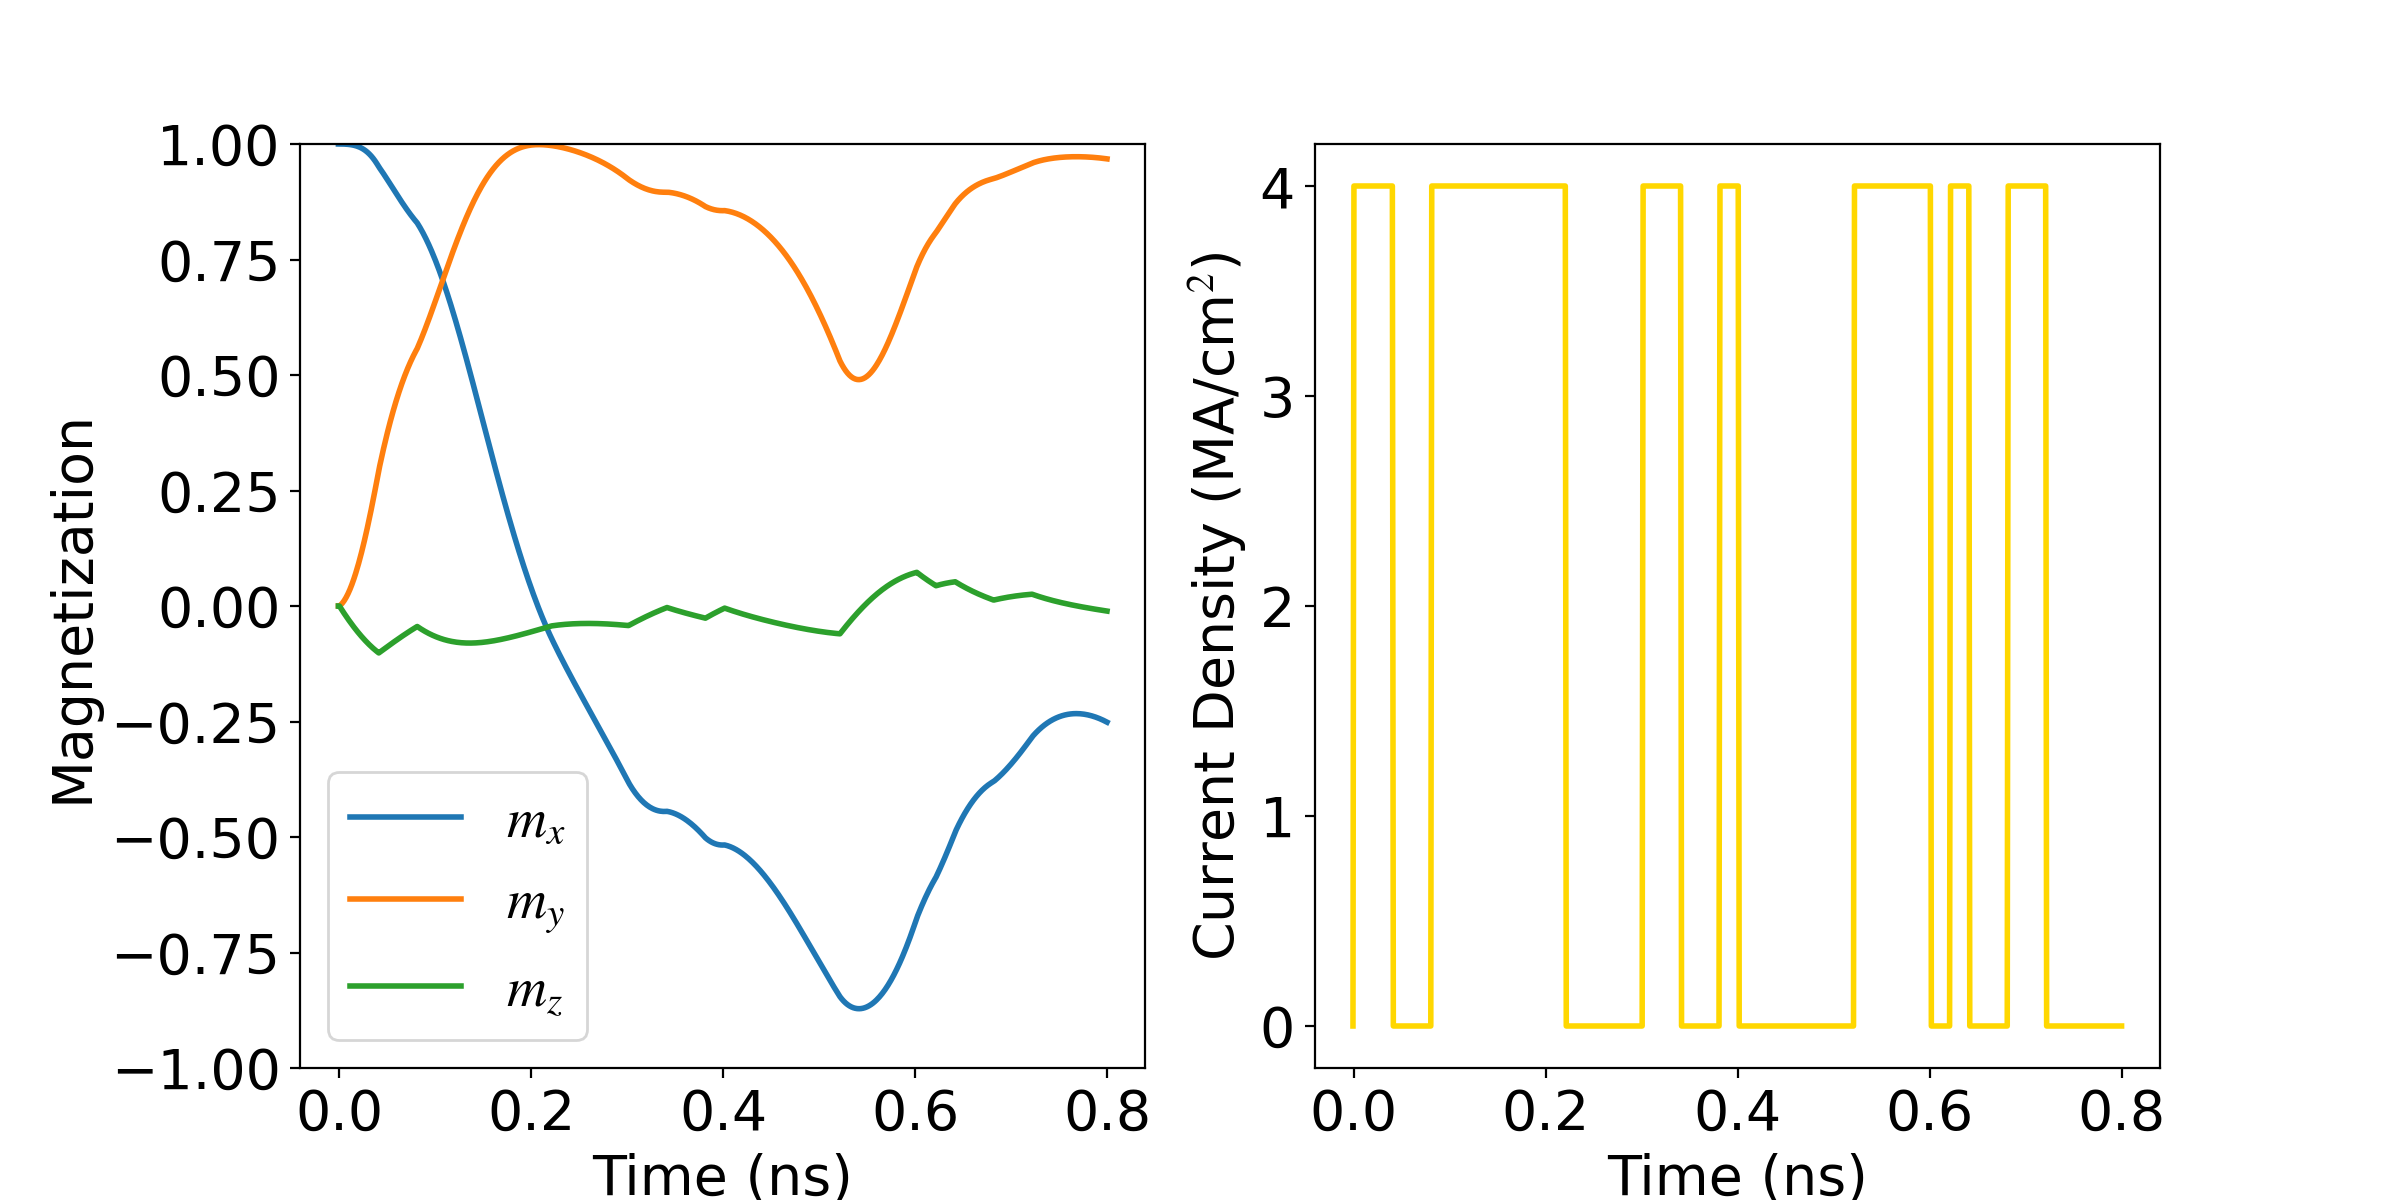 Magnetization
1.00
0.75
0.50
0.25
0.00
−0.25
−0.50
−0.75
−1.00
0.0 0.2 0.4 0.6 0.8
Time (ns)
m_x
m_y
m_z
Current Density (MA/cm²)
4
3
2
1
0
0.0 0.2 0.4 0.6 0.8
Time (ns)